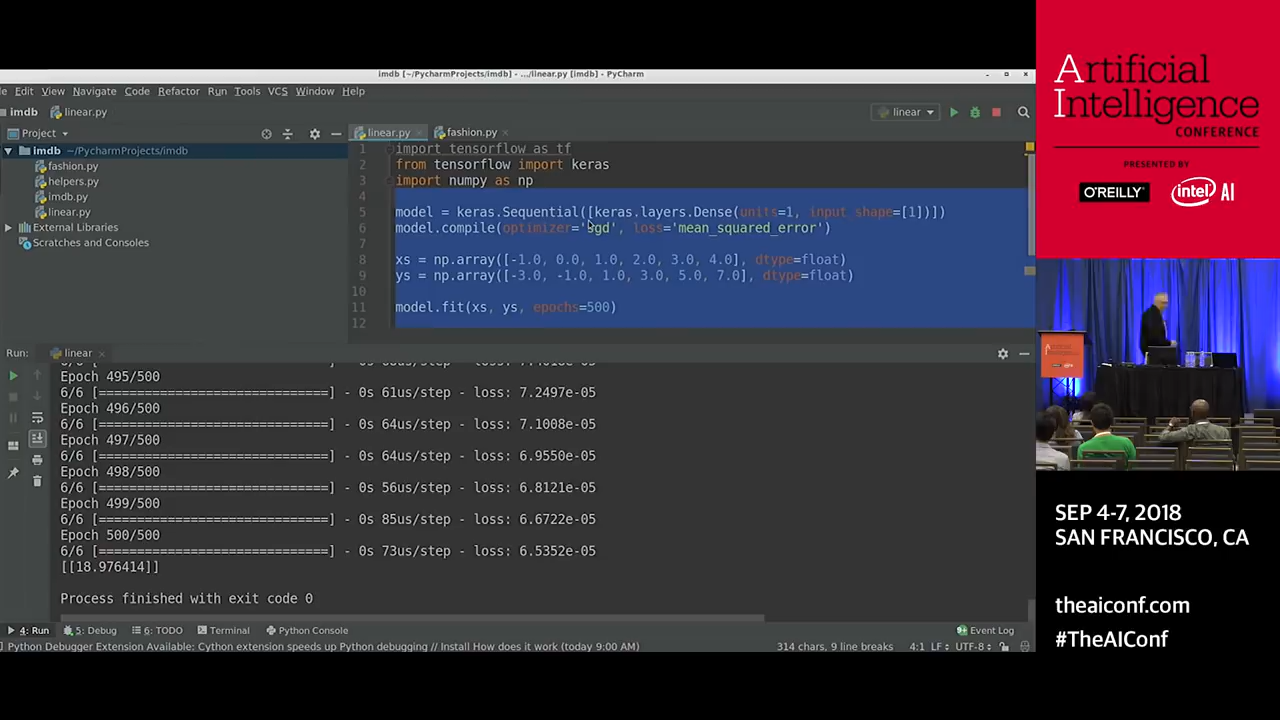 imdb [~/PycharmProjects/imdb] - .../linear.py [imdb] - PyCharm
Edit View Navigate Code Refactor Run Tools VCS Window Help
imdb linear.py
linear
Project
linear.py fashion.py
imdb ~/PycharmProjects/imdb
fashion.py
helpers.py
imdb.py
linear.py
External Libraries
Scratches and Consoles
1 import tensorflow as tf
2 from tensorflow import keras
3 import numpy as np
4
5 model = keras.Sequential([keras.layers.Dense(units=1, input_shape=[1])])
6 model.compile(optimizer='sgd', loss='mean_squared_error')
7
8 xs = np.array([-1.0, 0.0, 1.0, 2.0, 3.0, 4.0], dtype=float)
9 ys = np.array([-3.0, -1.0, 1.0, 3.0, 5.0, 7.0], dtype=float)
10
11 model.fit(xs, ys, epochs=500)
12
Run: linear
Epoch 495/500
6/6 [==============================] - 0s 61us/step - loss: 7.2497e-05
Epoch 496/500
6/6 [==============================] - 0s 64us/step - loss: 7.1008e-05
Epoch 497/500
6/6 [==============================] - 0s 64us/step - loss: 6.9550e-05
Epoch 498/500
6/6 [==============================] - 0s 56us/step - loss: 6.8121e-05
Epoch 499/500
6/6 [==============================] - 0s 85us/step - loss: 6.6722e-05
Epoch 500/500
6/6 [==============================] - 0s 73us/step - loss: 6.5352e-05
[[18.976414]]
Process finished with exit code 0
4: Run 5: Debug 6: TODO Terminal Python Console Event Log
Python Debugger Extension Available: Cython extension speeds up Python debugging // Install How does it work (today 9:00 AM) 314 chars, 9 line breaks 4:1 LF÷ UTF-8÷
Artificial
Intelligence
CONFERENCE
PRESENTED BY
O'REILLY intel AI
SEP 4-7, 2018
SAN FRANCISCO, CA
theaiconf.com
#TheAIConf